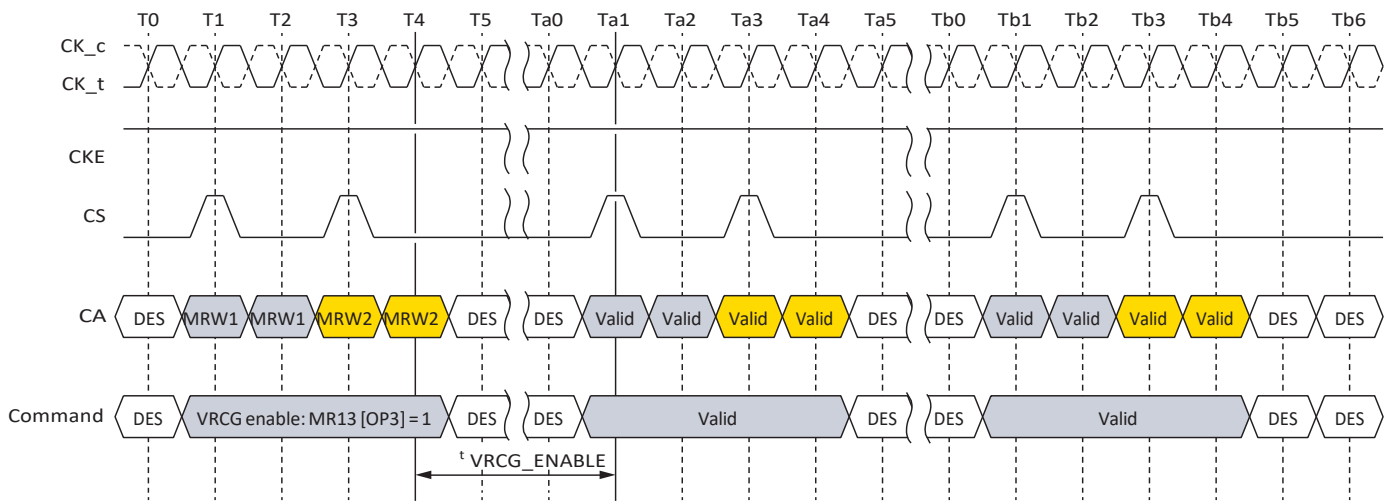 T0 T1 T2 T3 T4 T5 Ta0 Ta1 Ta2 Ta3 Ta4 Ta5 Tb0 Tb1 Tb2 Tb3 Tb4 Tb5 Tb6
CK_c
CK_t
CKE
CS
CA DES MRW1 MRW1 MRW2 MRW2 DES DES Valid Valid Valid Valid DES DES Valid Valid Valid Valid DES DES
Command DES VRCG enable: MR13 [OP3] = 1 DES DES Valid DES DES Valid DES DES
t VRCG_ENABLE